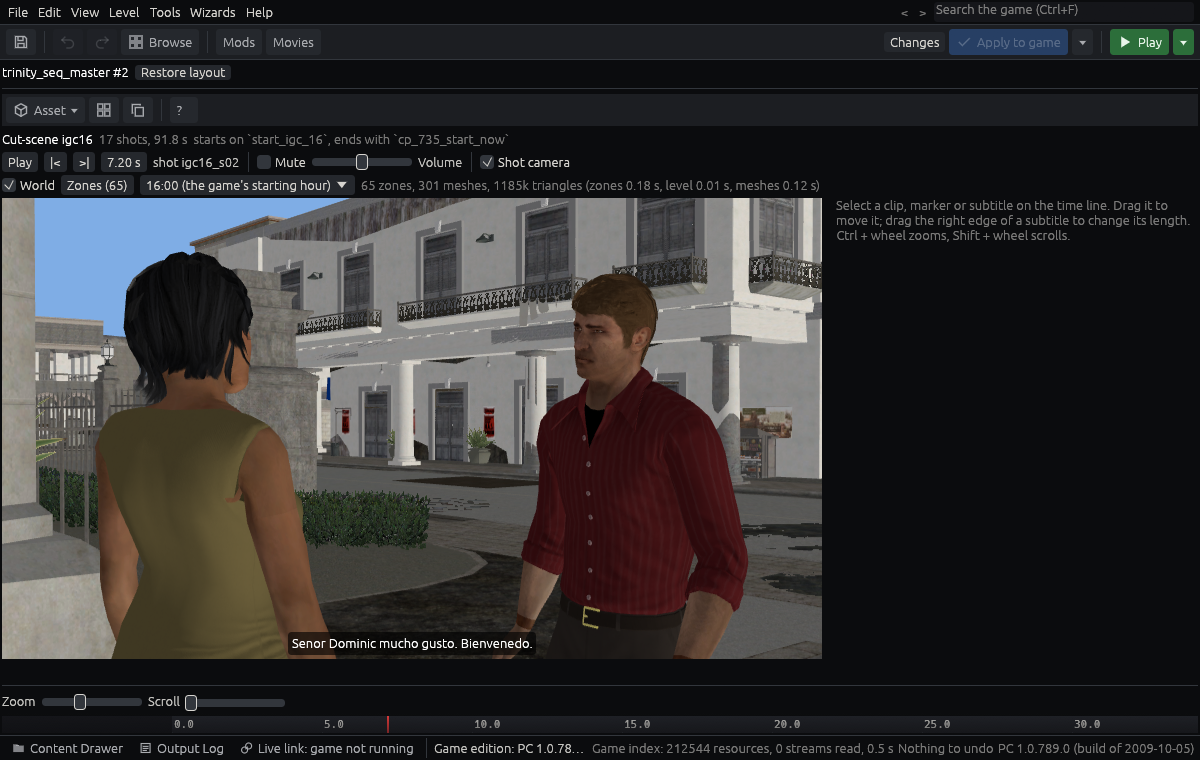 File Edit View Level Tools Wizards Help
< > Search the game (Ctrl+F)
Browse Mods Movies Changes Apply to game Play
trinity_seq_master #2 Restore layout
Asset ?
Cut-scene igc16 17 shots, 91.8 s starts on `start_igc_16`, ends with `cp_735_start_now`
Play |< >| 7.20 s shot igc16_s02 Mute Volume Shot camera
World Zones (65) 16:00 (the game's starting hour) 65 zones, 301 meshes, 1185k triangles (zones 0.18 s, level 0.01 s, meshes 0.12 s)
Select a clip, marker or subtitle on the time line. Drag it to
move it; drag the right edge of a subtitle to change its length.
Ctrl + wheel zooms, Shift + wheel scrolls.
Senor Dominic mucho gusto. Bienvenedo.
Zoom Scroll
0.0 5.0 10.0 15.0 20.0 25.0 30.0
Content Drawer Output Log Live link: game not running Game edition: PC 1.0.78... Game index: 212544 resources, 0 streams read, 0.5 s Nothing to undo PC 1.0.789.0 (build of 2009-10-05)